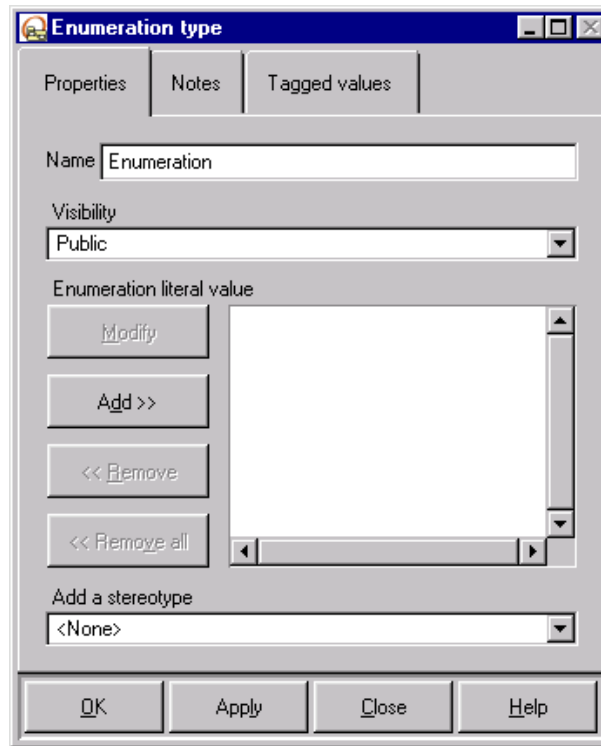 Enumeration type
Properties Notes Tagged values
Name Enumeration
Visibility
Public
Enumeration literal value
Modify
Add >>
<< Remove
<< Remove all
Add a stereotype
<None>
OK Apply Close Help